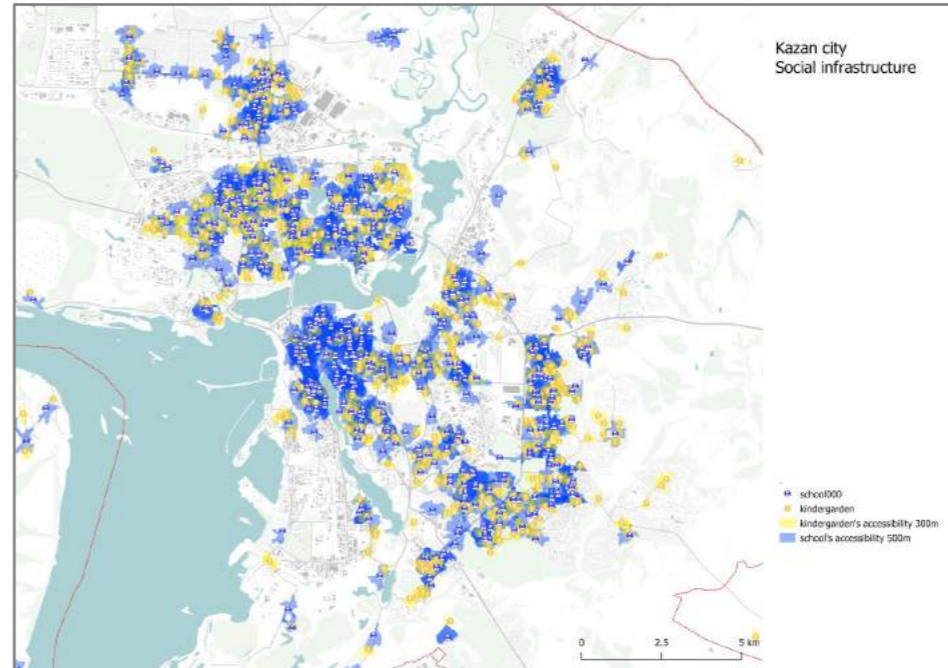 Kazan city
Social infrastructure
school000
kindergarden
kindergarden's accessibility 300m
school's accessibility 500m
0 2.5 5 km